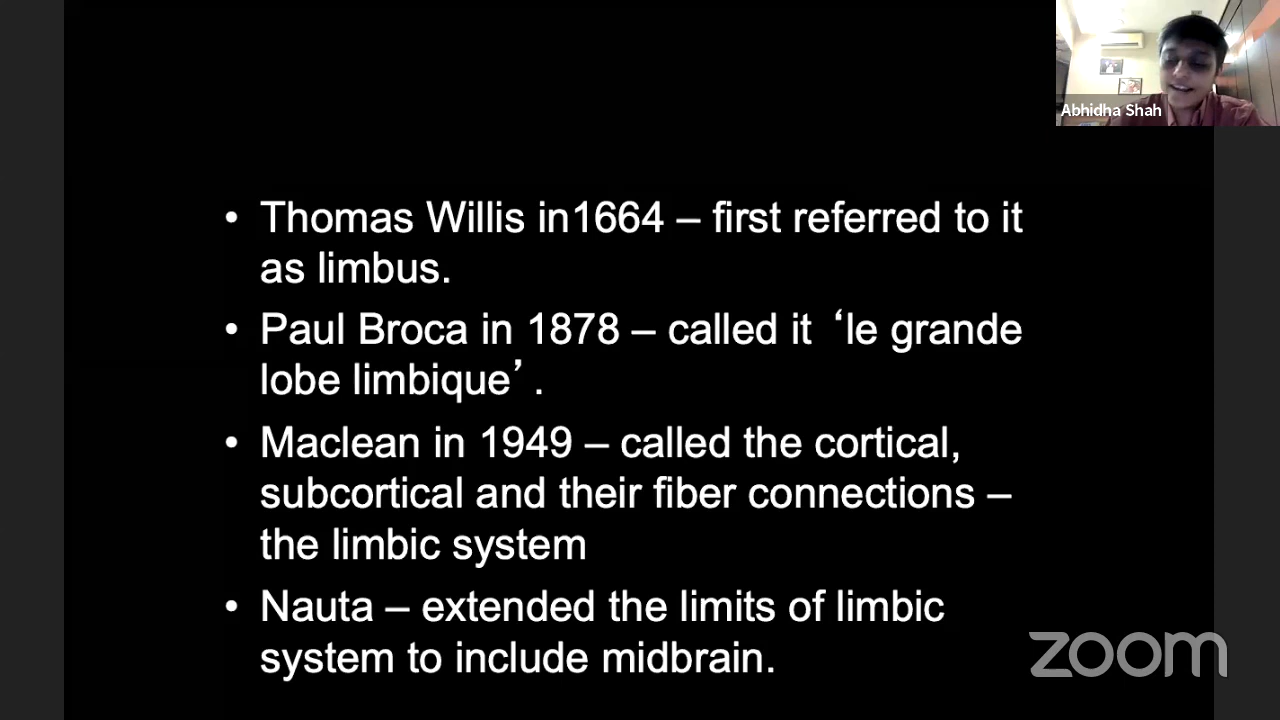 Abhidha Shah
• Thomas Willis in1664 – first referred to it
as limbus.
• Paul Broca in 1878 – called it ‘le grande
lobe limbique’.
• Maclean in 1949 – called the cortical,
subcortical and their fiber connections –
the limbic system
• Nauta – extended the limits of limbic
system to include midbrain.
zoom